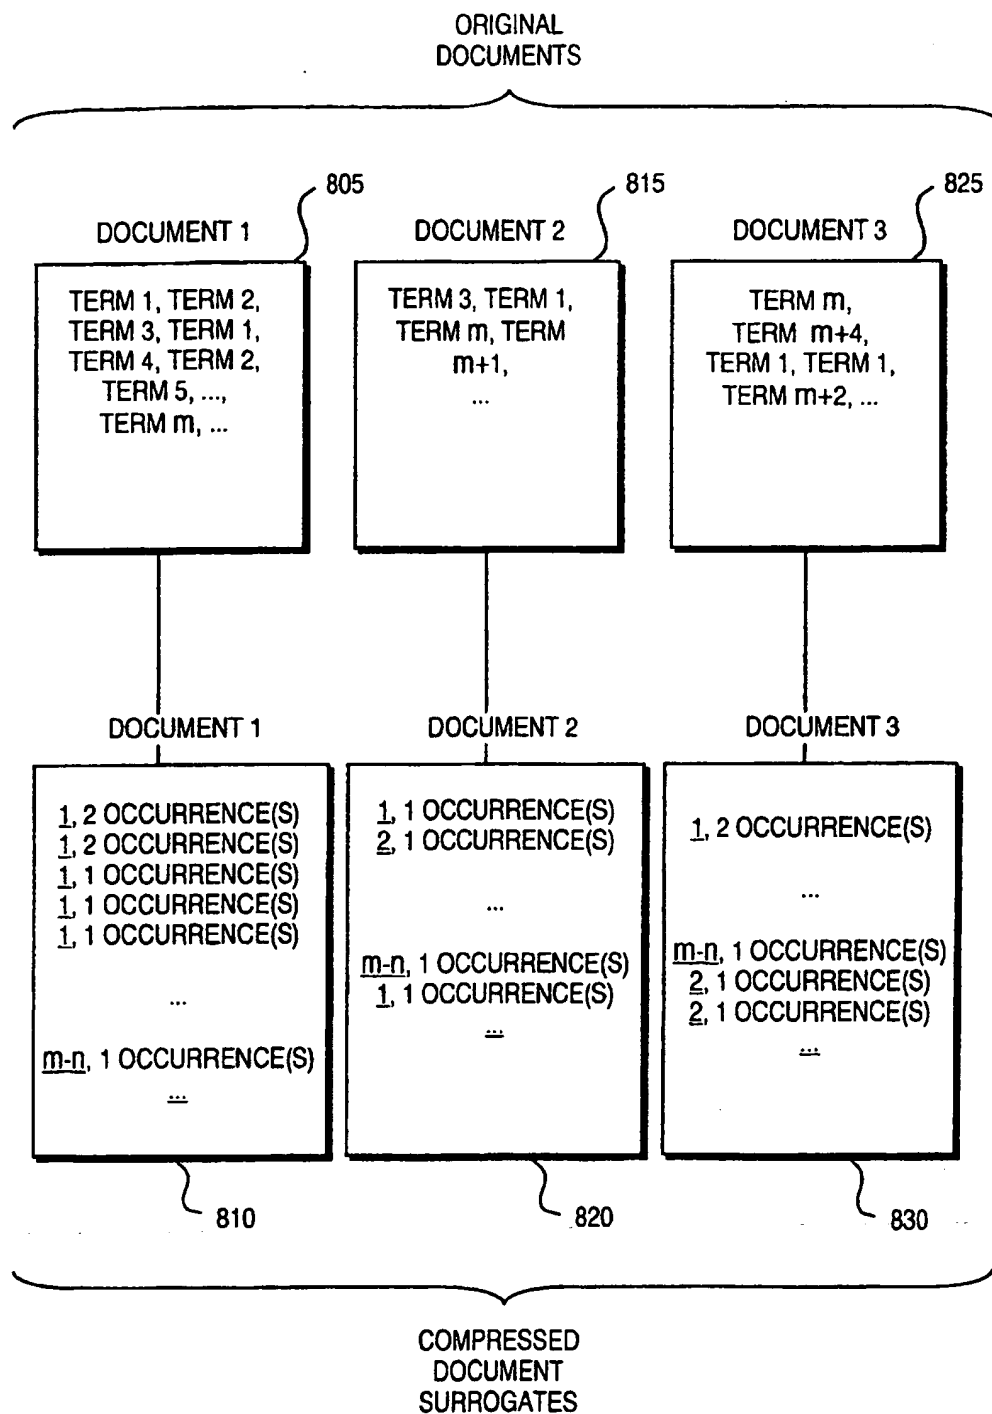 ORIGINAL
DOCUMENTS
805
815
825
DOCUMENT 1
DOCUMENT 2
DOCUMENT 3
TERM 1, TERM 2,
TERM 3, TERM 1,
TERM 4, TERM 2,
TERM 5, ...,
TERM m, ...
TERM 3, TERM 1,
TERM m, TERM
m+1,
...
TERM m,
TERM m+4,
TERM 1, TERM 1,
TERM m+2, ...
DOCUMENT 1
DOCUMENT 2
DOCUMENT 3
1, 2 OCCURRENCE(S)
1, 2 OCCURRENCE(S)
1, 1 OCCURRENCE(S)
1, 1 OCCURRENCE(S)
1, 1 OCCURRENCE(S)
...
m-n, 1 OCCURRENCE(S)
...
1, 1 OCCURRENCE(S)
2, 1 OCCURRENCE(S)
...
m-n, 1 OCCURRENCE(S)
1, 1 OCCURRENCE(S)
...
1, 2 OCCURRENCE(S)
...
m-n, 1 OCCURRENCE(S)
2, 1 OCCURRENCE(S)
2, 1 OCCURRENCE(S)
...
810
820
830
COMPRESSED
DOCUMENT
SURROGATES